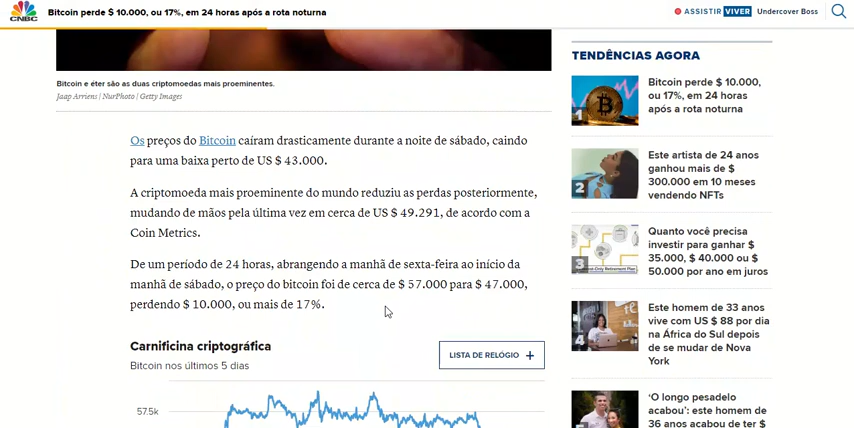 CNBC
Bitcoin perde $ 10.000, ou 17%, em 24 horas após a rota noturna
ASSISTIR VIVER Undercover Boss
Bitcoin e éter são as duas criptomoedas mais proeminentes.
Jaap Arriens | NurPhoto | Getty Images
Os preços do Bitcoin caíram drasticamente durante a noite de sábado, caindo
para uma baixa perto de US $ 43.000.
A criptomoeda mais proeminente do mundo reduziu as perdas posteriormente,
mudando de mãos pela última vez em cerca de US $ 49.291, de acordo com a
Coin Metrics.
De um período de 24 horas, abrangendo a manhã de sexta-feira ao início da
manhã de sábado, o preço do bitcoin foi de cerca de $ 57.000 para $ 47.000,
perdendo $ 10.000, ou mais de 17%.
Carnificina criptográfica
Bitcoin nos últimos 5 dias
LISTA DE RELÓGIO +
57.5k
TENDÊNCIAS AGORA
1
Bitcoin perde $ 10.000,
ou 17%, em 24 horas
após a rota noturna
2
Este artista de 24 anos
ganhou mais de $
300.000 em 10 meses
vendendo NFTs
3
Quanto você precisa
investir para ganhar $
35.000, $ 40.000 ou $
50.000 por ano em juros
4
Este homem de 33 anos
vive com US $ 88 por dia
na África do Sul depois
de se mudar de Nova
York
'O longo pesadelo
acabou': este homem de
36 anos acabou de ter $